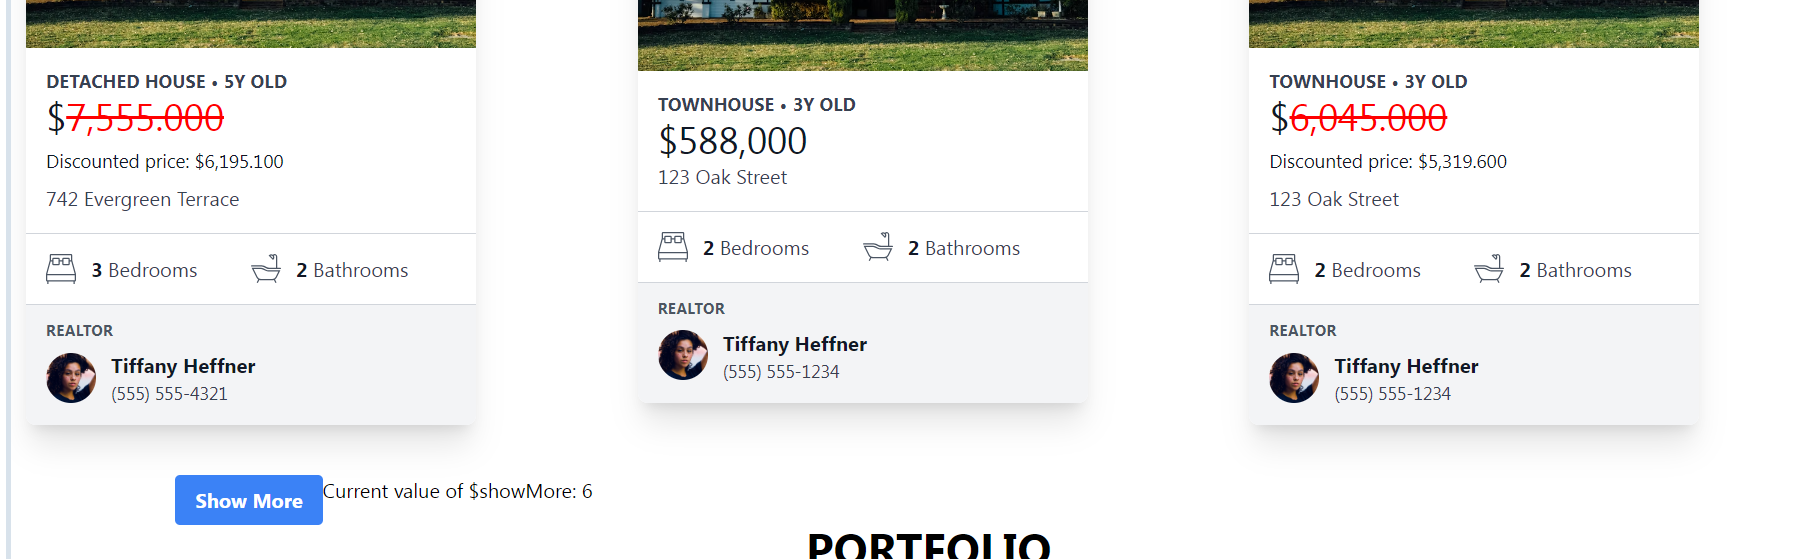 DETACHED HOUSE • 5Y OLD
$7,555.000
Discounted price: $6,195.100
742 Evergreen Terrace
3 Bedrooms
2 Bathrooms
REALTOR
Tiffany Heffner
(555) 555-4321
TOWNHOUSE • 3Y OLD
$588,000
123 Oak Street
2 Bedrooms
2 Bathrooms
REALTOR
Tiffany Heffner
(555) 555-1234
TOWNHOUSE • 3Y OLD
$6,045.000
Discounted price: $5,319.600
123 Oak Street
2 Bedrooms
2 Bathrooms
REALTOR
Tiffany Heffner
(555) 555-1234
Show More
Current value of $showMore: 6
PORTFOLIO